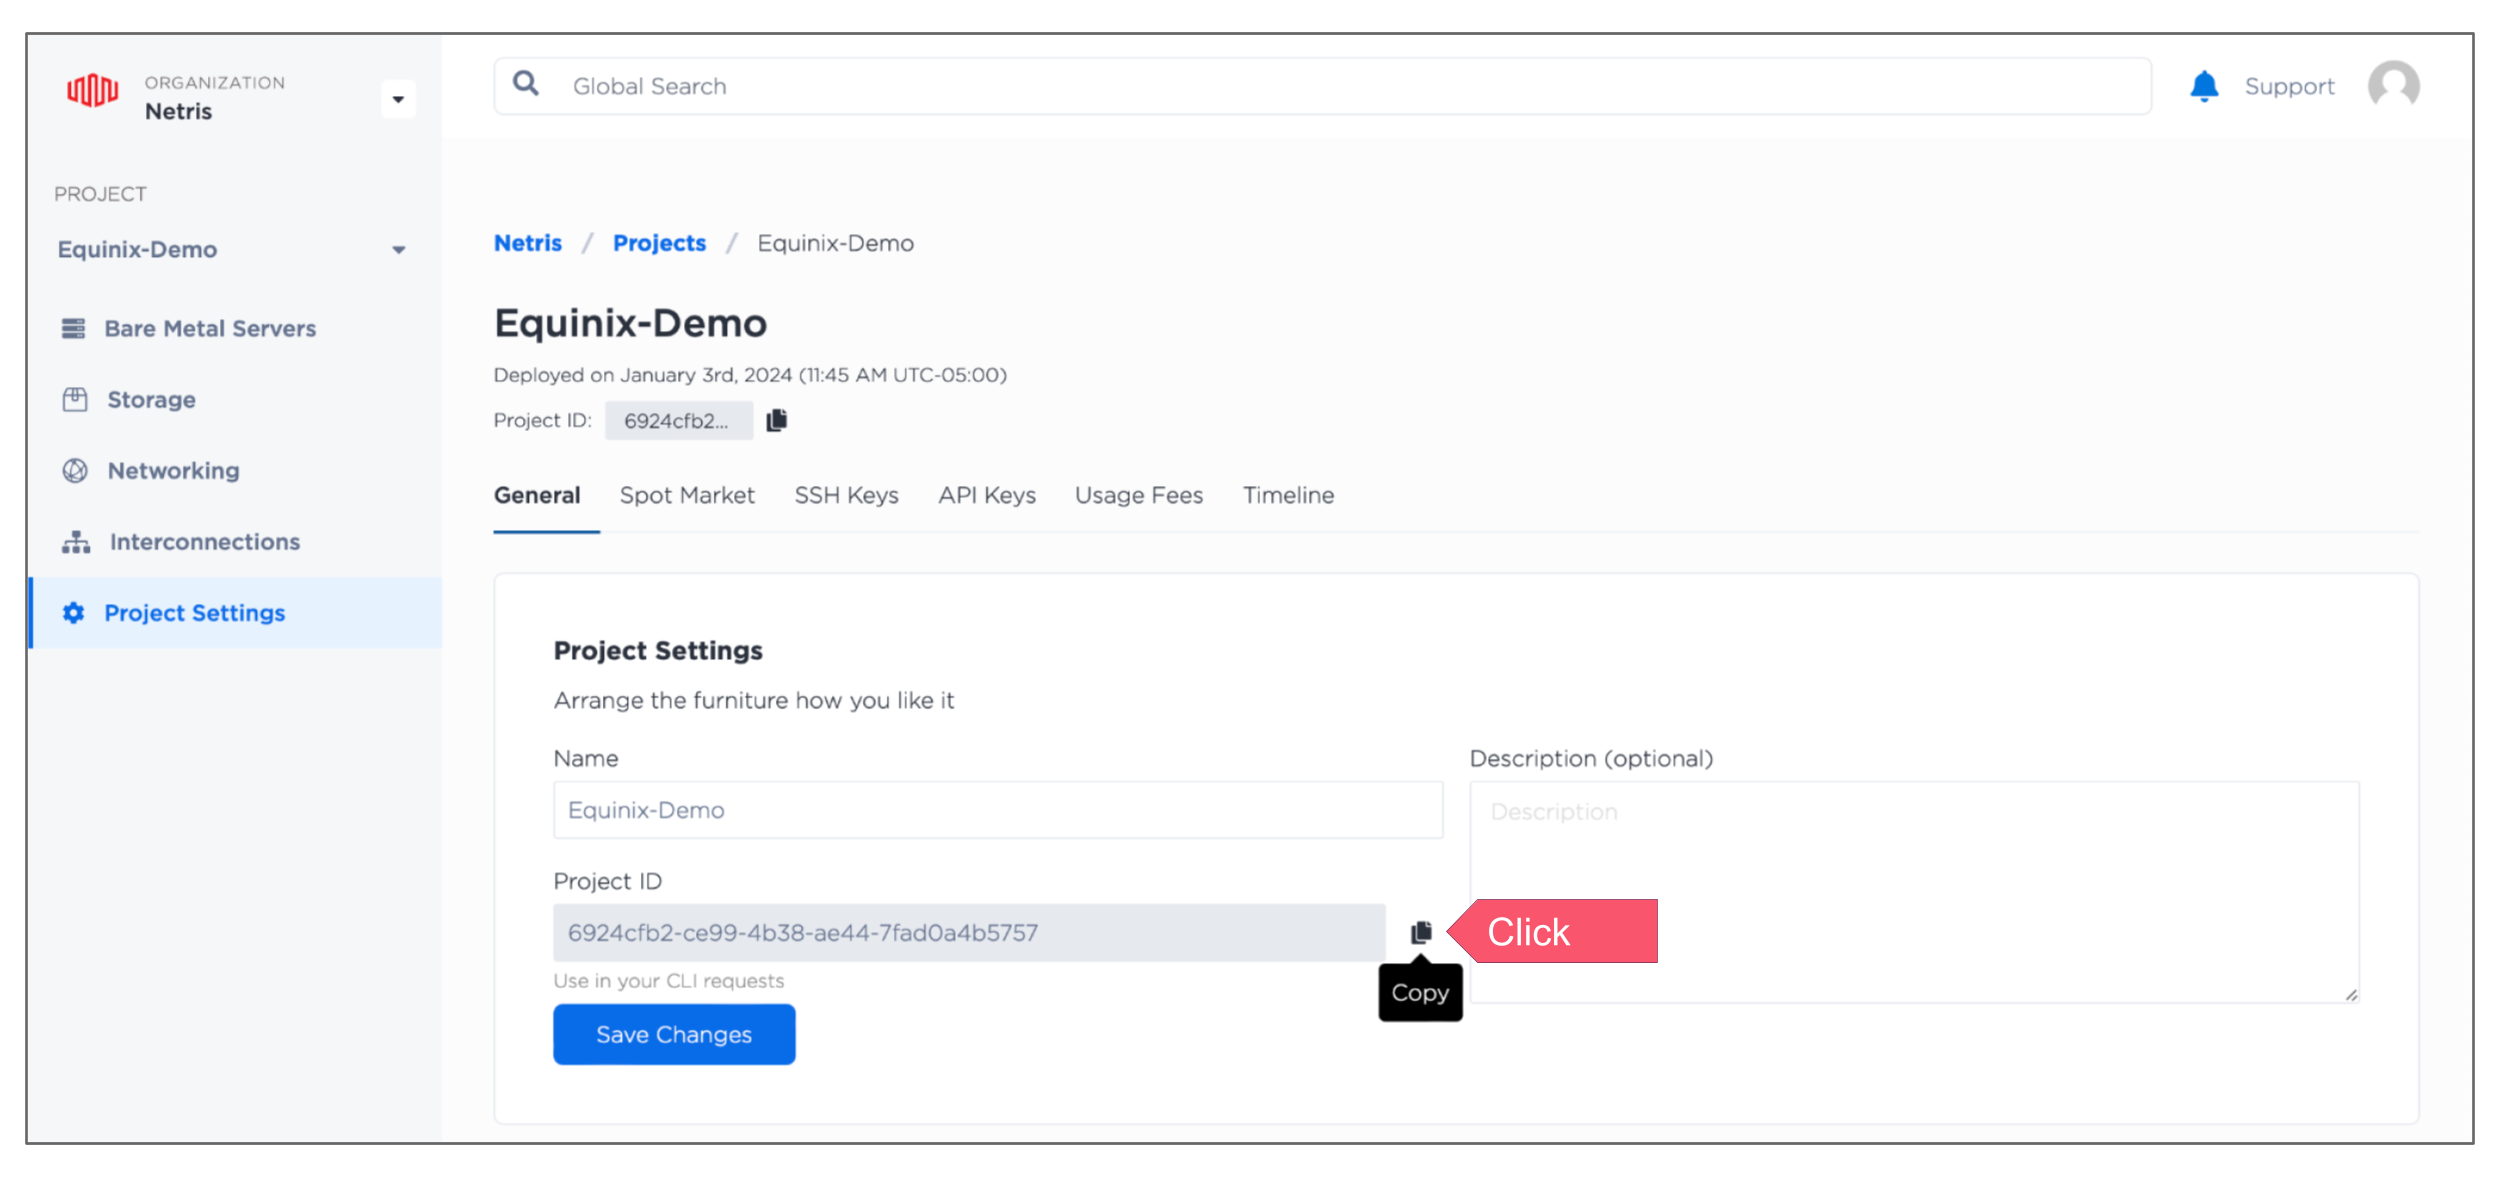 ORGANIZATION
Netris
Global Search
Support
PROJECT
Equinix-Demo
Bare Metal Servers
Storage
Networking
Interconnections
Project Settings
Netris / Projects / Equinix-Demo
Equinix-Demo
Deployed on January 3rd, 2024 (11:45 AM UTC-05:00)
Project ID: 6924cfb2...
General Spot Market SSH Keys API Keys Usage Fees Timeline
Project Settings
Arrange the furniture how you like it
Name
Equinix-Demo
Description (optional)
Description
Project ID
6924cfb2-ce99-4b38-ae44-7fad0a4b5757
Click
Copy
Use in your CLI requests
Save Changes